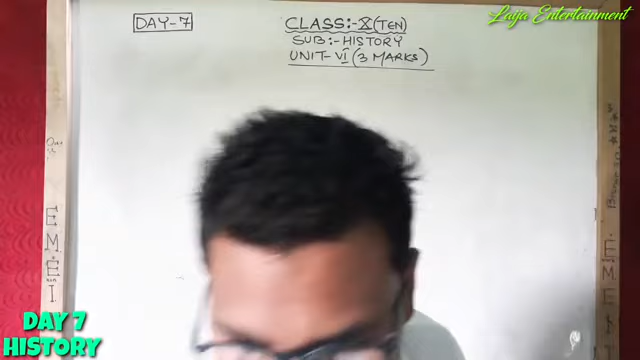 DAY-7
CLASS:-X(TEN)
SUB:-HISTORY
UNIT-VI(3 MARKS)
Laija Entertainment
E
M
E
I
E
M
E
DAY 7
HISTORY